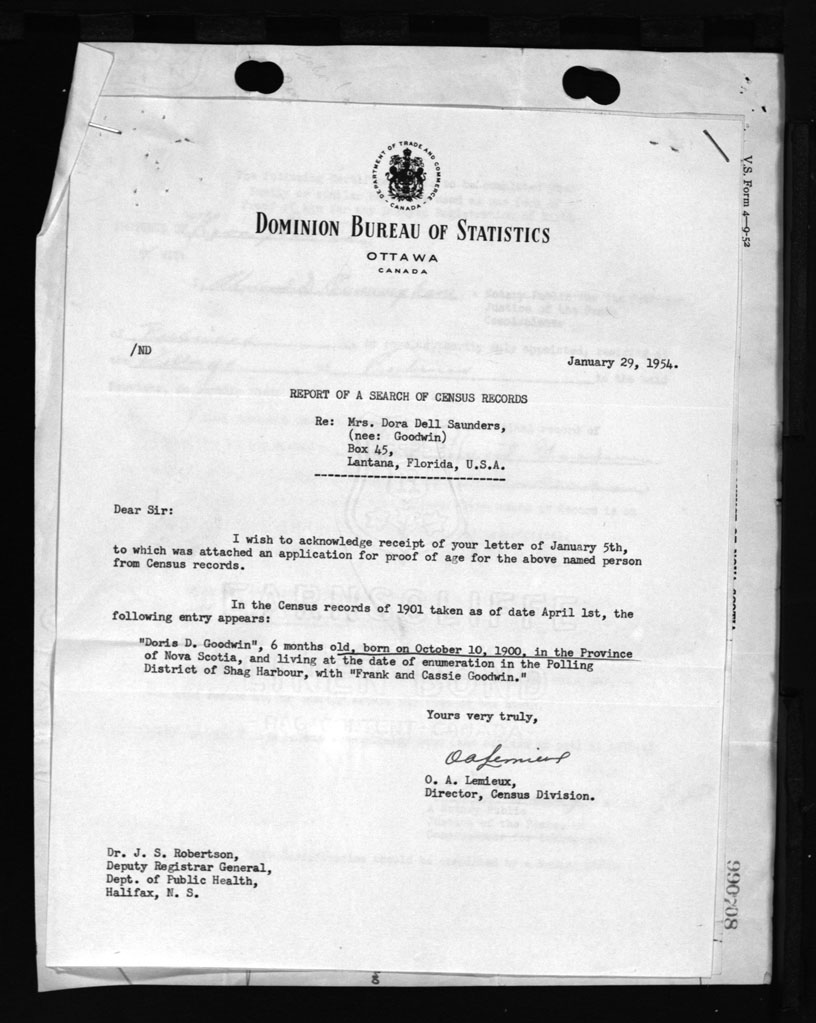 DEPARTMENT OF TRADE AND COMMERCE
CANADA
DOMINION BUREAU OF STATISTICS
OTTAWA
CANADA
V.S. Form 4—9-52
/ND
January 29, 1954.
REPORT OF A SEARCH OF CENSUS RECORDS
Re: Mrs. Dora Dell Saunders,
(nee: Goodwin)
Box 45,
Lantana, Florida, U.S.A.
Dear Sir:
I wish to acknowledge receipt of your letter of January 5th,
to which was attached an application for proof of age for the above named person
from Census records.
In the Census records of 1901 taken as of date April 1st, the
following entry appears:
"Doris D. Goodwin", 6 months old, born on October 10, 1900, in the Province
of Nova Scotia, and living at the date of enumeration in the Polling
District of Shag Harbour, with "Frank and Cassie Goodwin."
Yours very truly,
O A Lemieux
O. A. Lemieux,
Director, Census Division.
Dr. J. S. Robertson,
Deputy Registrar General,
Dept. of Public Health,
Halifax, N. S.
990708